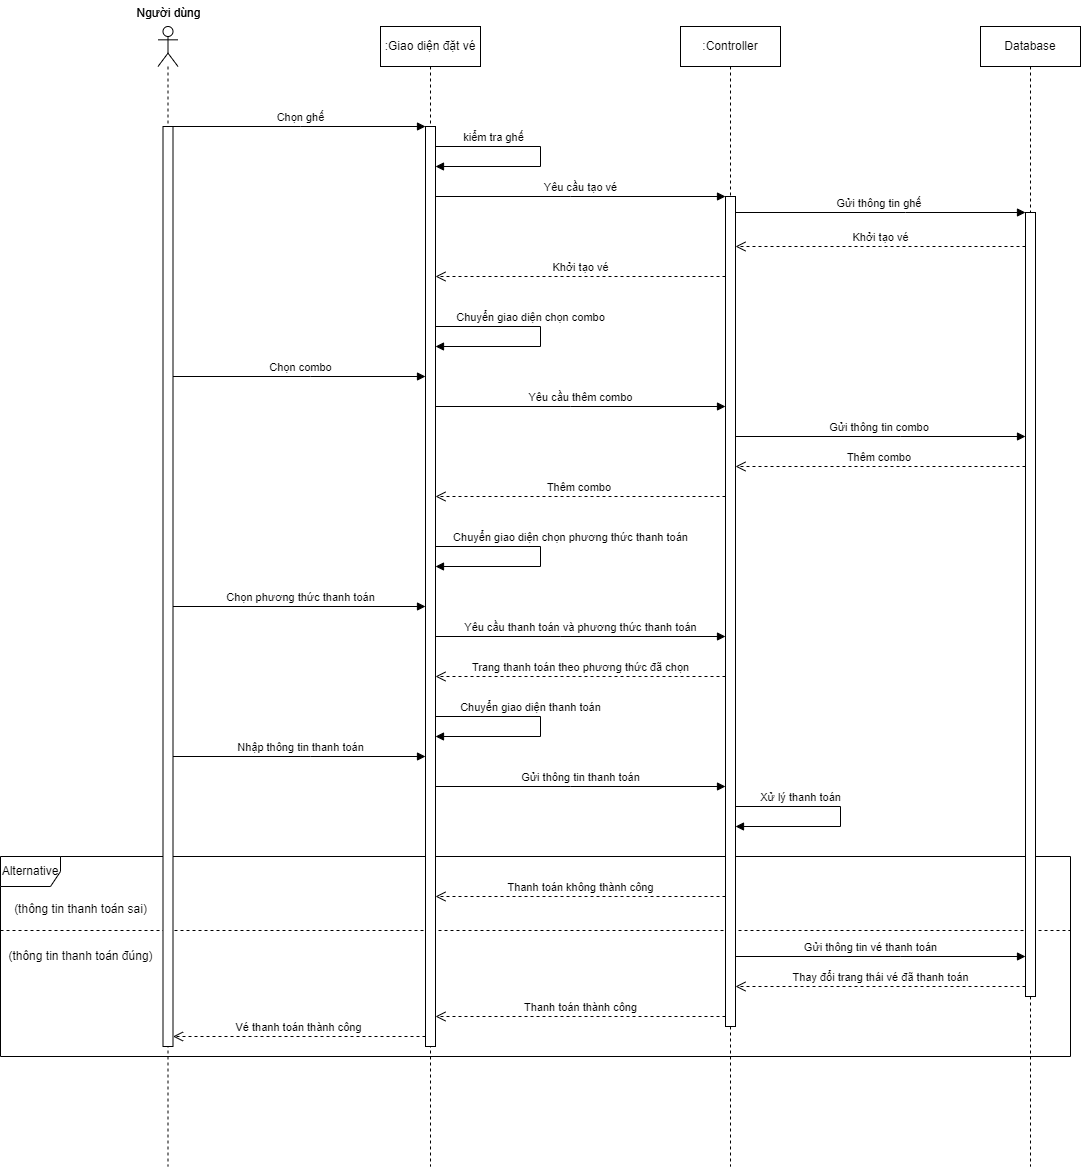 Người dùng
:Giao diện đặt vé
:Controller
Database
Chọn ghế
kiểm tra ghế
Yêu cầu tạo vé
Gửi thông tin ghế
Khởi tạo vé
Khởi tạo vé
Chuyển giao diện chọn combo
Chọn combo
Yêu cầu thêm combo
Gửi thông tin combo
Thêm combo
Thêm combo
Chuyển giao diện chọn phương thức thanh toán
Chọn phương thức thanh toán
Yêu cầu thanh toán và phương thức thanh toán
Trang thanh toán theo phương thức đã chọn
Chuyển giao diện thanh toán
Nhập thông tin thanh toán
Gửi thông tin thanh toán
Xử lý thanh toán
Alternative
Thanh toán không thành công
(thông tin thanh toán sai)
Gửi thông tin vé thanh toán
(thông tin thanh toán đúng)
Thay đổi trang thái vé đã thanh toán
Thanh toán thành công
Vé thanh toán thành công